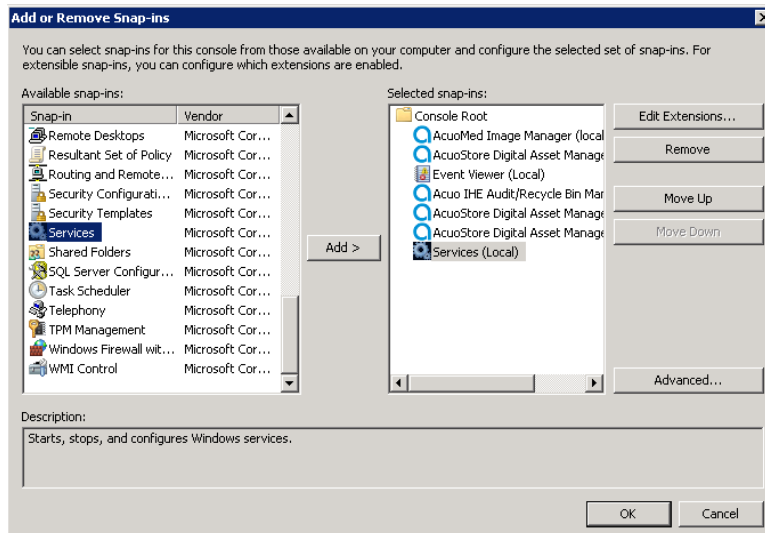 Add or Remove Snap-ins
You can select snap-ins for this console from those available on your computer and configure the selected set of snap-ins. For
extensible snap-ins, you can configure which extensions are enabled.
Available snap-ins:
Snap-in Vendor
Remote Desktops Microsoft Cor...
Resultant Set of Policy Microsoft Cor...
Routing and Remote... Microsoft Cor...
Security Configurati... Microsoft Cor...
Security Templates Microsoft Cor...
Services Microsoft Cor...
Shared Folders Microsoft Cor...
SQL Server Configur... Microsoft Cor...
Task Scheduler Microsoft Cor...
Telephony Microsoft Cor...
TPM Management Microsoft Cor...
Windows Firewall wit... Microsoft Cor...
WMI Control Microsoft Cor...
Add >
Selected snap-ins:
Console Root
AcuoMed Image Manager (local
AcuoStore Digital Asset Manage
Event Viewer (Local)
Acuo IHE Audit/Recycle Bin Mar
AcuoStore Digital Asset Manage
AcuoStore Digital Asset Manage
Services (Local)
Edit Extensions...
Remove
Move Up
Move Down
Advanced...
Description:
Starts, stops, and configures Windows services.
OK Cancel